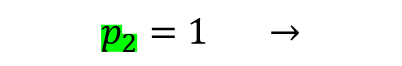 p₂ = 1 →